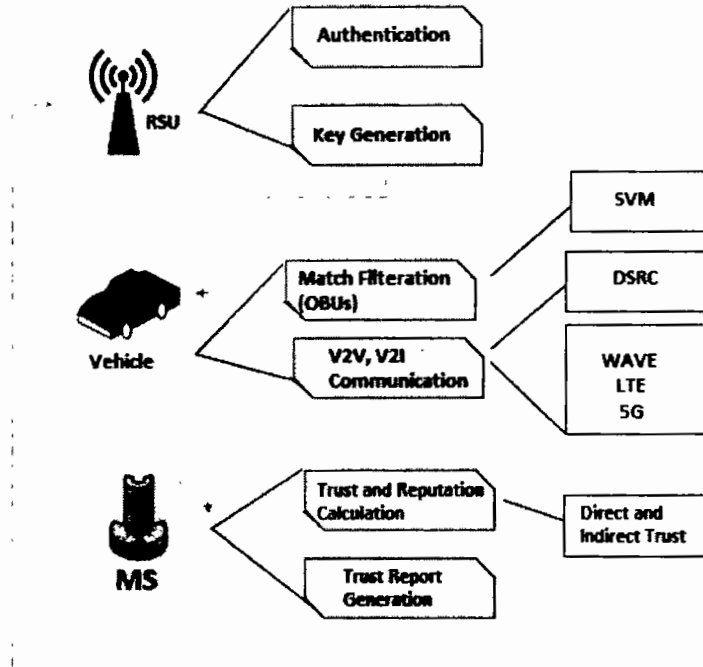 Authentication
RSU
Key Generation
SVM
Match Filteration
(OBUs)
DSRC
Vehicle
V2V, V2I
Communication
WAVE
LTE
5G
Trust and Reputation
Calculation
Direct and
Indirect Trust
MS
Trust Report
Generation